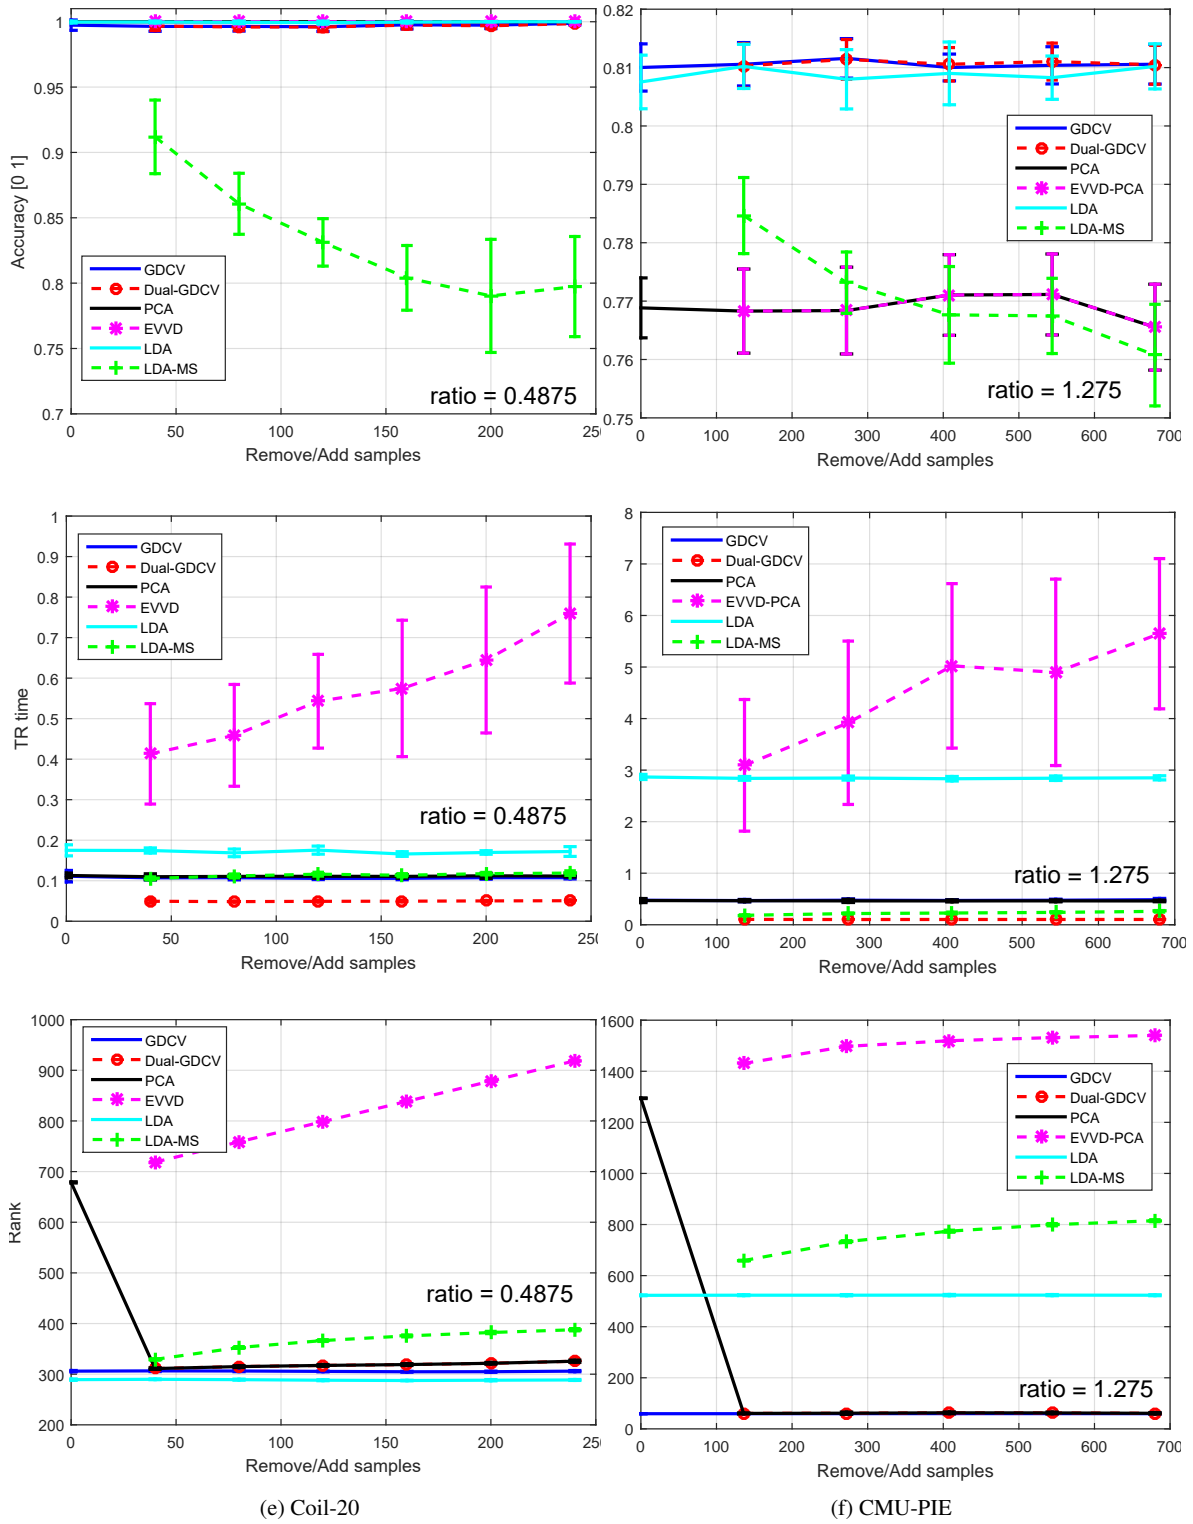 1
0.95
0.9
0.85
0.8
0.75
0.7
Accuracy [0 1]
GDCV
Dual-GDCV
PCA
EVVD
LDA
LDA-MS
ratio = 0.4875
0 50 100 150 200 25
Remove/Add samples
0.82
0.81
0.8
0.79
0.78
0.77
0.76
0.75
GDCV
Dual-GDCV
PCA
EVVD-PCA
LDA
LDA-MS
ratio = 1.275
0 100 200 300 400 500 600 700
Remove/Add samples
1
0.9
0.8
0.7
0.6
0.5
0.4
0.3
0.2
0.1
0
TR time
GDCV
Dual-GDCV
PCA
EVVD
LDA
LDA-MS
ratio = 0.4875
0 50 100 150 200 250
Remove/Add samples
8
7
6
5
4
3
2
1
0
GDCV
Dual-GDCV
PCA
EVVD-PCA
LDA
LDA-MS
ratio = 1.275
0 100 200 300 400 500 600 700
Remove/Add samples
1000
900
800
700
600
500
400
300
200
Rank
GDCV
Dual-GDCV
PCA
EVVD
LDA
LDA-MS
ratio = 0.4875
0 50 100 150 200 250
Remove/Add samples
1600
1400
1200
1000
800
600
400
200
0
GDCV
Dual-GDCV
PCA
EVVD-PCA
LDA
LDA-MS
ratio = 1.275
0 100 200 300 400 500 600 700
Remove/Add samples
(e) Coil-20
(f) CMU-PIE